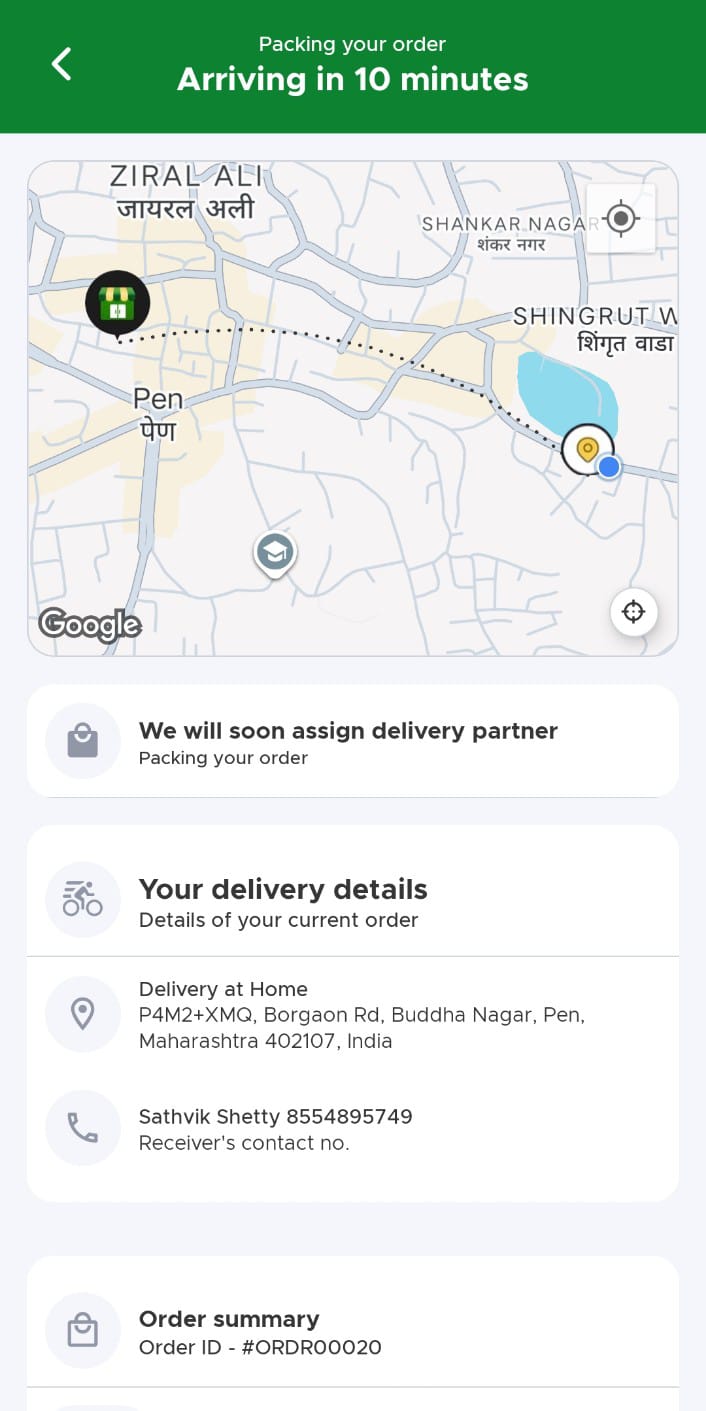 Packing your order
Arriving in 10 minutes
ZIRAL ALI
जायरल अली
SHANKAR NAGAR
शंकर नगर
SHINGRUT W
शिंगृत वाडा
Pen
पेण
Google
We will soon assign delivery partner
Packing your order
Your delivery details
Details of your current order
Delivery at Home
P4M2+XMQ, Borgaon Rd, Buddha Nagar, Pen,
Maharashtra 402107, India
Sathvik Shetty 8554895749
Receiver's contact no.
Order summary
Order ID - #ORDR00020